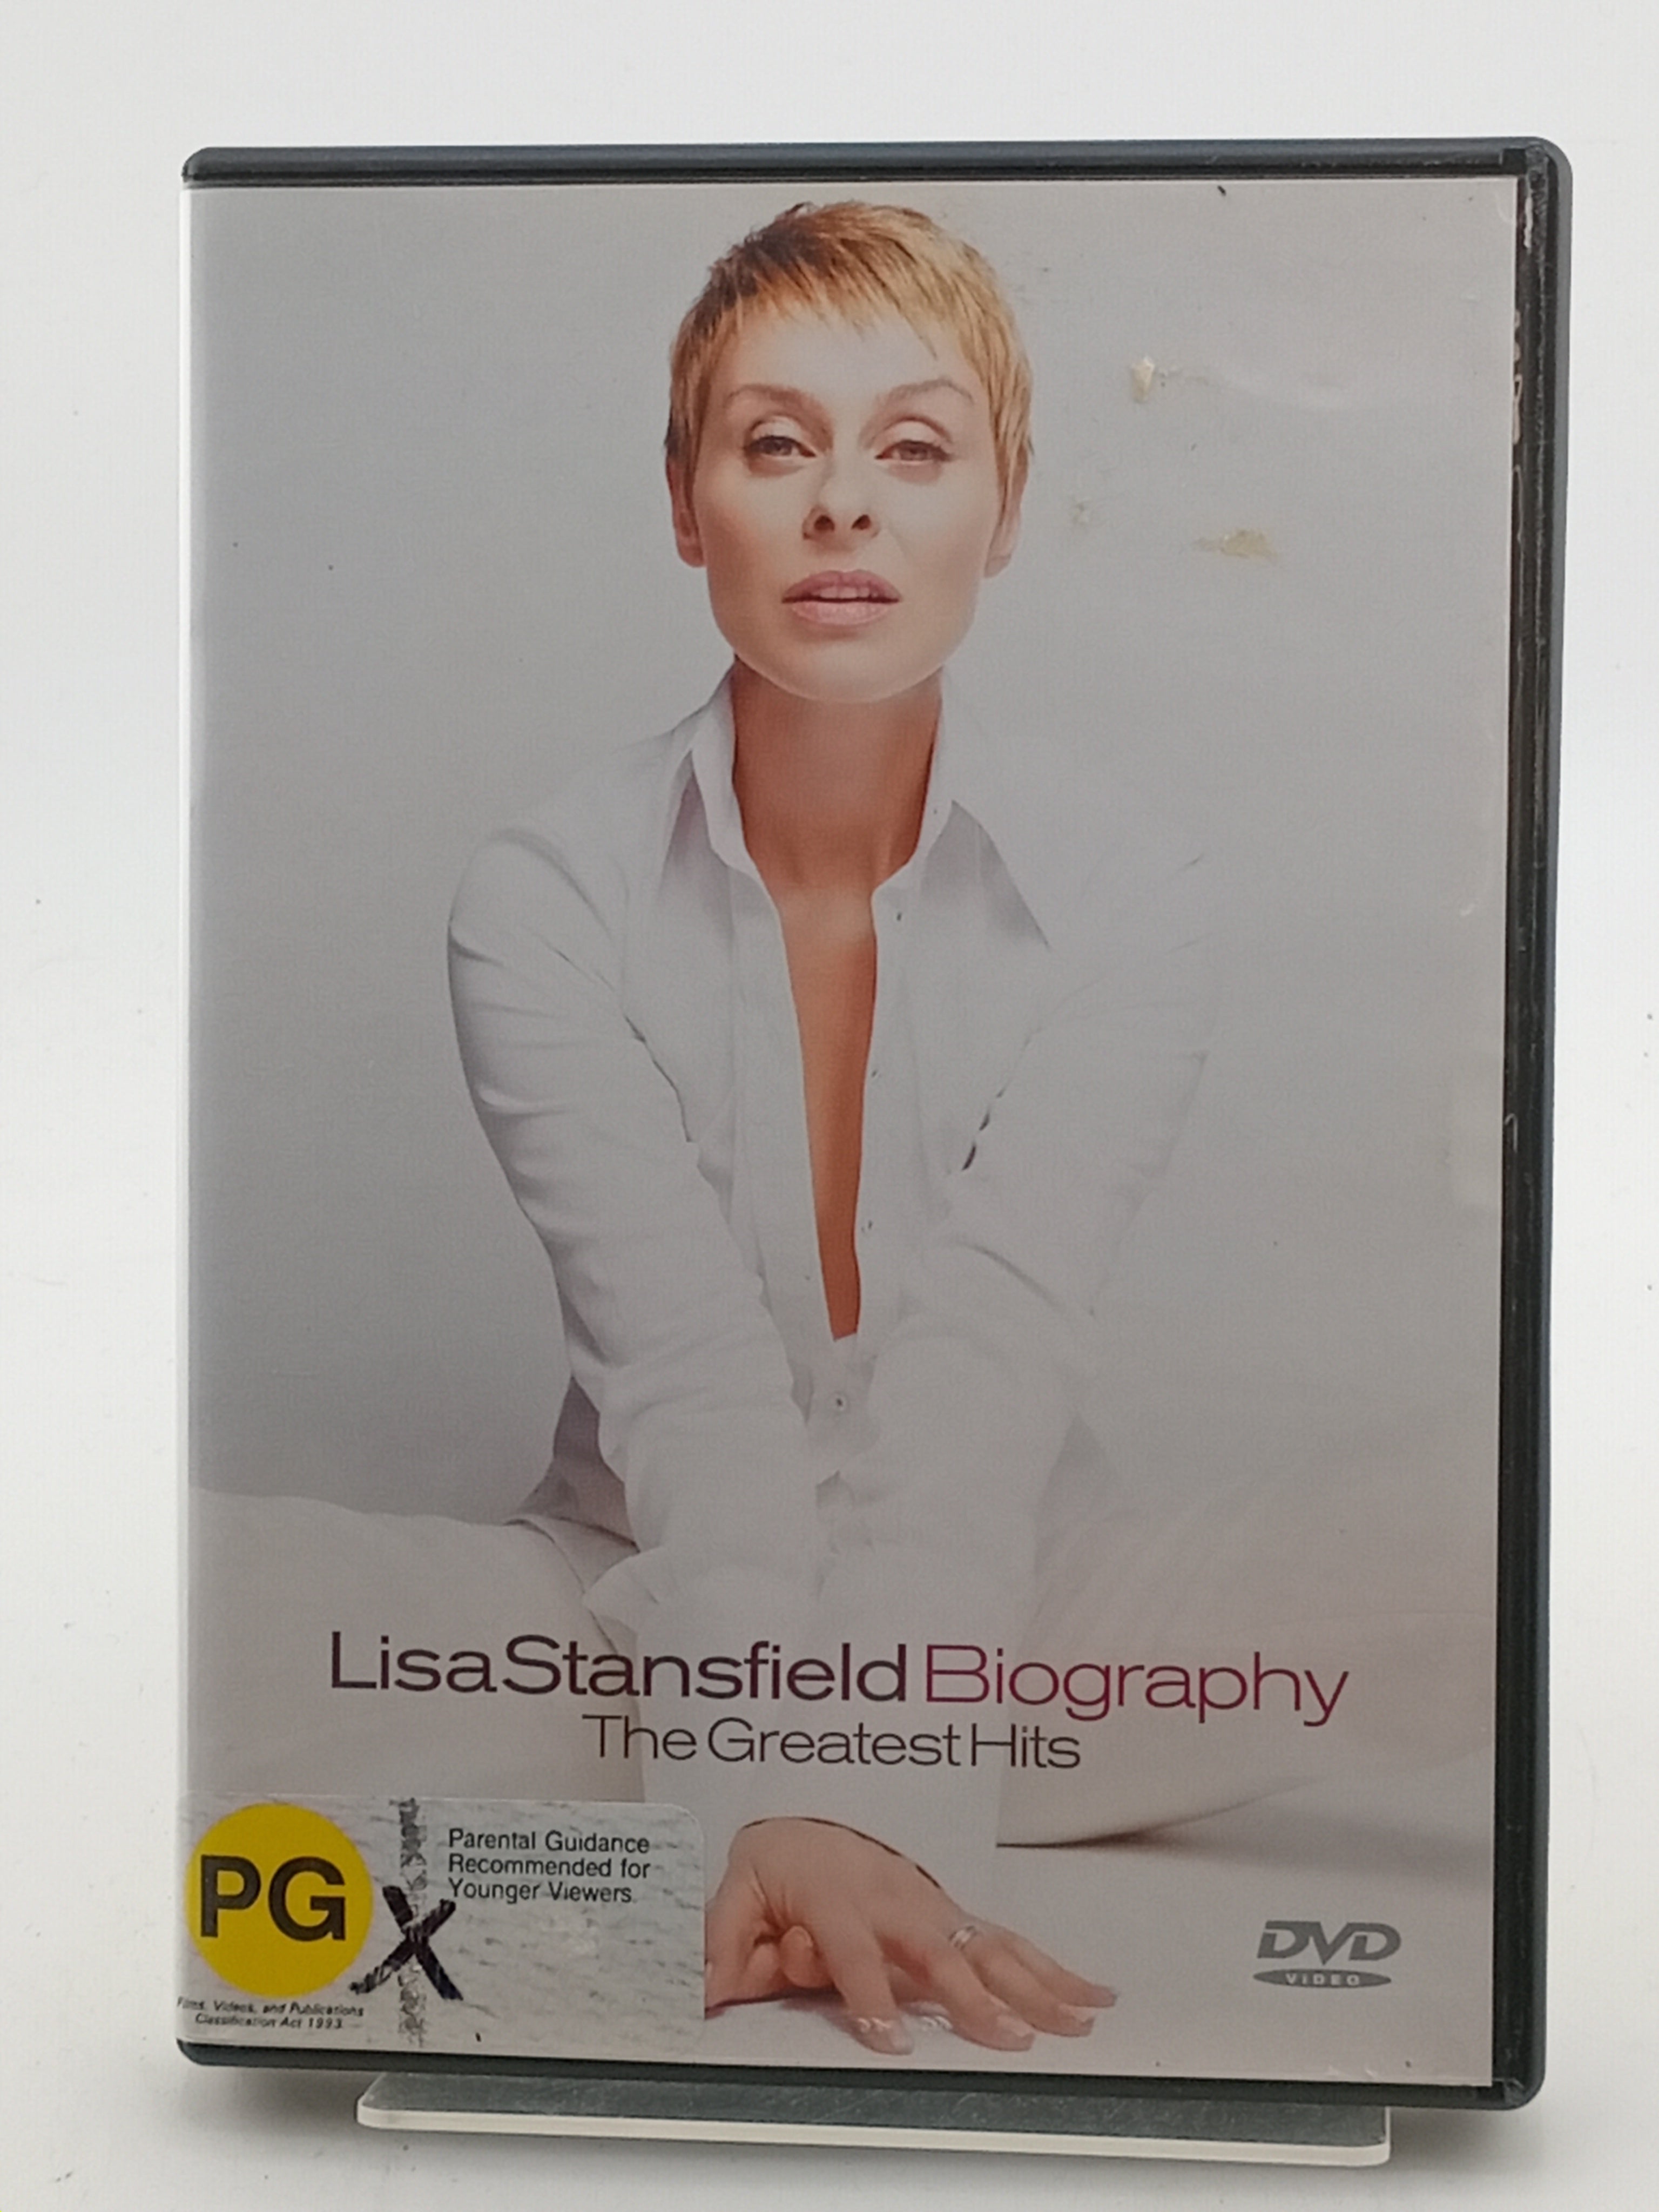 Lisa Stansfield Biography
The Greatest Hits
PG
X
Parental Guidance
Recommended for
Younger Viewers.
Films, Videos, and Publications
Classification Act 1993
DVD
VIDEO